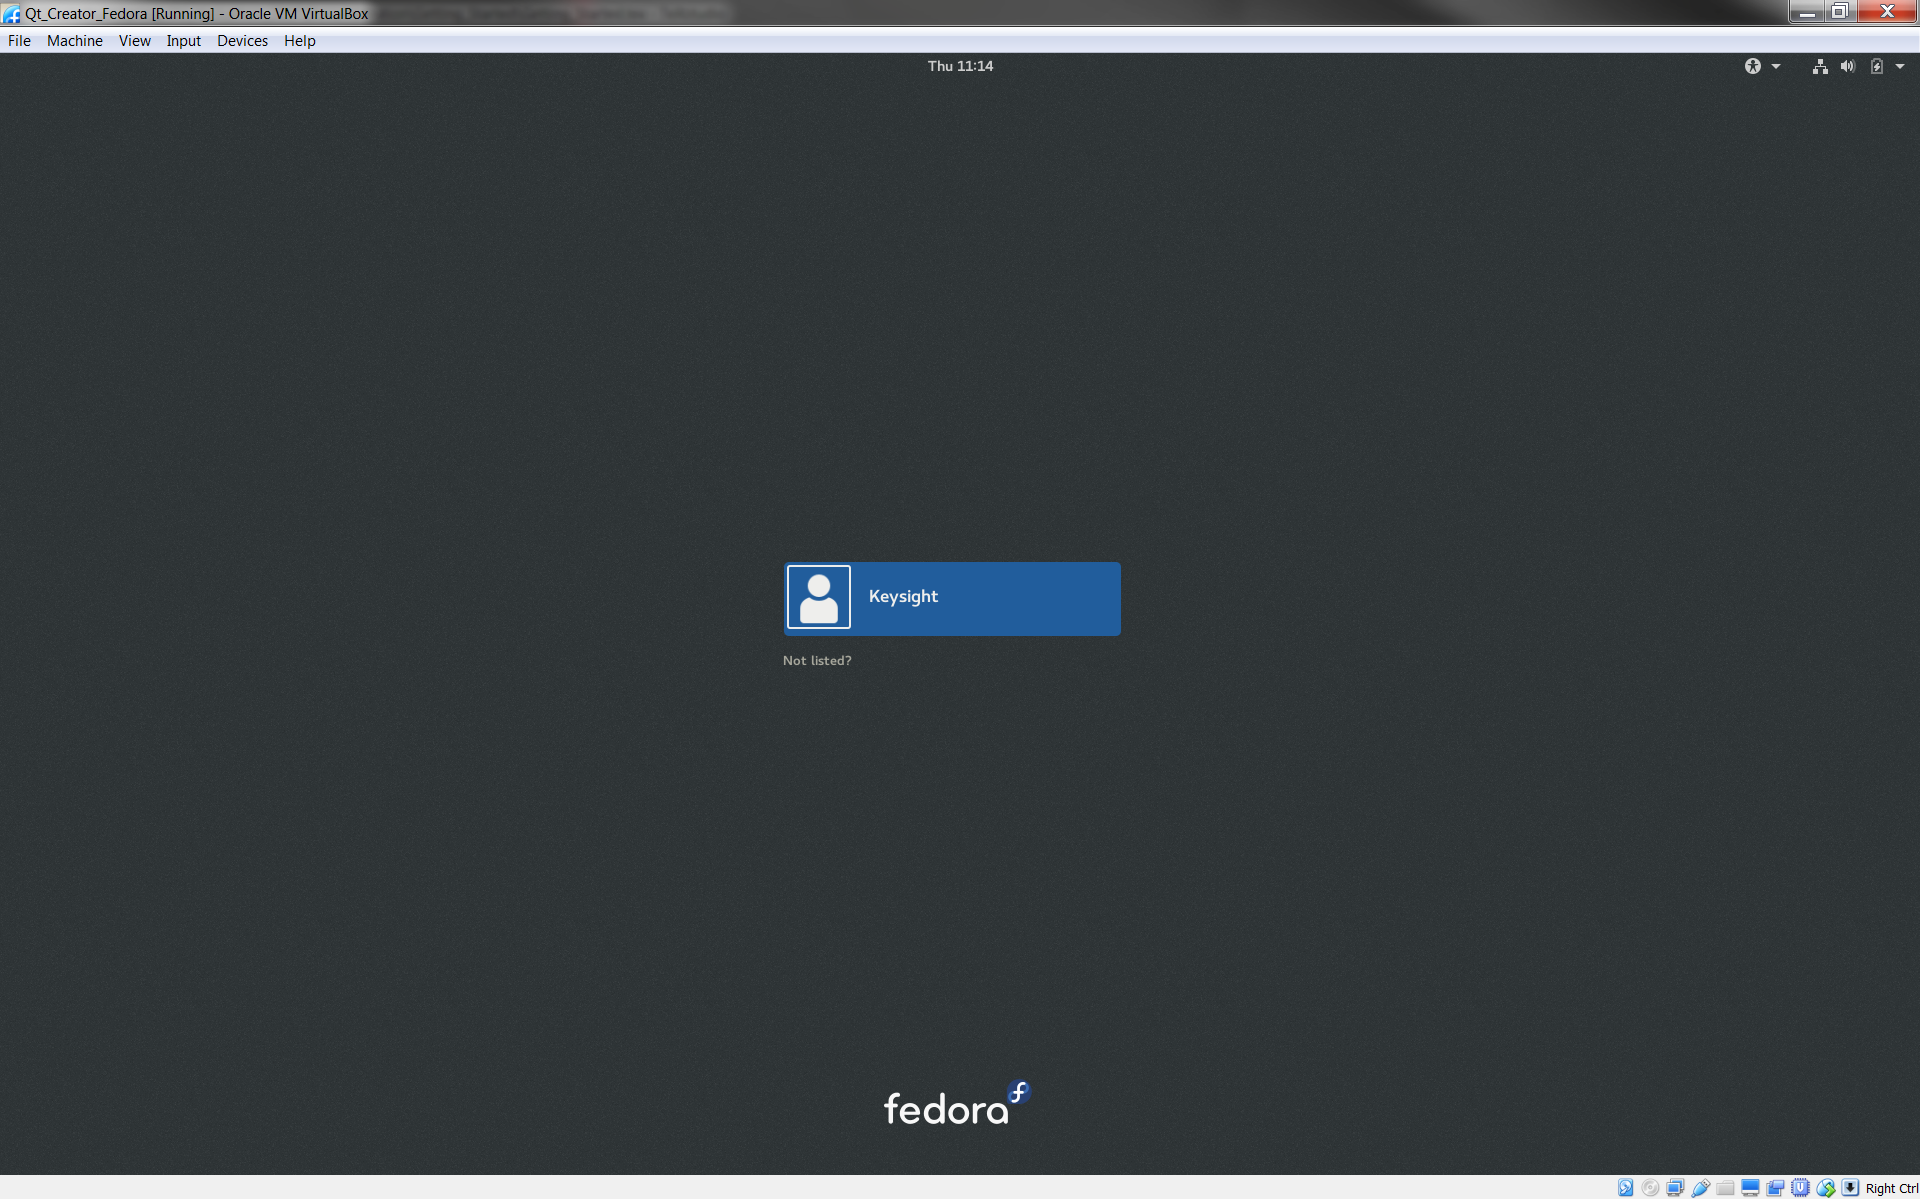 Qt_Creator_Fedora [Running] - Oracle VM VirtualBox
File Machine View Input Devices Help
Thu 11:14
Keysight
Not listed?
fedora
Right Ctrl